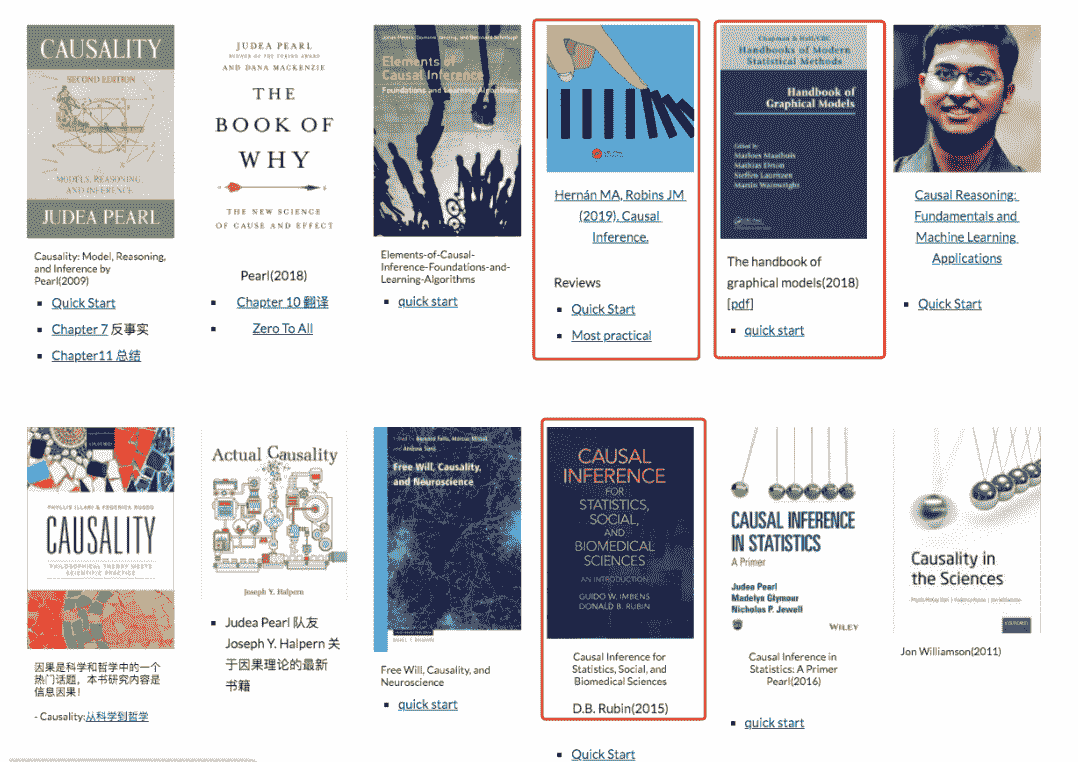 CAUSALITY
SECOND EDITION
MODELS, REASONING
AND INFERENCE
JUDEA PEARL
Causality: Model, Reasoning,
and Inference by
Pearl(2009)
Quick Start
Chapter 7 反事实
Chapter11 总结
JUDEA PEARL
WINNER OF THE TURING AWARD
AND DANA MACKENZIE
THE
BOOK OF
WHY
THE NEW SCIENCE
OF CAUSE AND EFFECT
Pearl(2018)
Chapter 10 翻译
Zero To All
Jonas Peters, Dominik Janzing, and Bernhard Schölkopf
Elements of
Causal Inference
Foundations and Learning Algorithms
Elements-of-Causal-
Inference-Foundations-and-
Learning-Algorithms
quick start
Hernán MA, Robins JM
(2019). Causal
Inference.
Reviews
Quick Start
Most practical
Chapman & Hall/CRC
Handbooks of Modern
Statistical Methods
Handbook of
Graphical Models
Edited by
Marloes Maathuis
Mathias Drton
Steffen Lauritzen
Martin Wainwright
The handbook of
graphical models(2018)
[pdf]
quick start
Causal Reasoning:
Fundamentals and
Machine Learning
Applications
Quick Start
PHYLLIS ILLARI & FEDERICA RUSSO
CAUSALITY
PHILOSOPHICAL THEORY MEETS
SCIENTIFIC PRACTICE
因果是科学和哲学中的一个
热门话题，本书研究内容是
信息因果！
- Causality:从科学到哲学
Actual Causality
Joseph Y. Halpern
Judea Pearl 队友
Joseph Y. Halpern 关
于因果理论的最新
书籍
Free Will, Causality,
and Neuroscience
Free Will, Causality, and
Neuroscience
quick start
CAUSAL
INFERENCE
FOR
STATISTICS,
SOCIAL,
AND
BIOMEDICAL
SCIENCES
AN INTRODUCTION
GUIDO W. IMBENS
DONALD B. RUBIN
Causal Inference for
Statistics, Social, and
Biomedical Sciences
D.B. Rubin(2015)
Quick Start
CAUSAL INFERENCE
IN STATISTICS
A Primer
Judea Pearl
Madelyn Glymour
Nicholas P. Jewell
WILEY
Causal Inference in
Statistics: A Primer
Pearl(2016)
quick start
Causality in
the Sciences
OXFORD
Jon Williamson(2011)